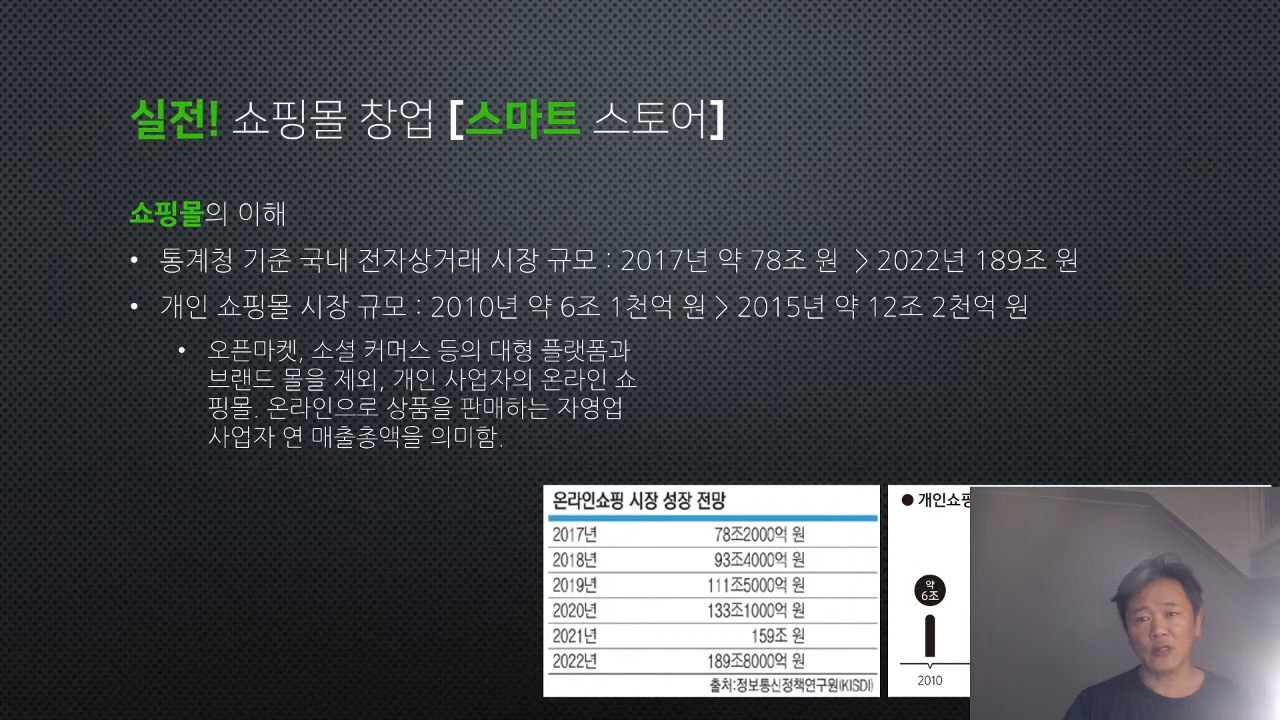 실전! 쇼핑몰 창업 [스마트 스토어]
쇼핑몰의 이해
• 통계청 기준 국내 전자상거래 시장 규모 : 2017년 약 78조 원 > 2022년 189조 원
• 개인 쇼핑몰 시장 규모 : 2010년 약 6조 1천억 원 > 2015년 약 12조 2천억 원
• 오픈마켓, 소셜 커머스 등의 대형 플랫폼과
브랜드 몰을 제외, 개인 사업자의 온라인 쇼
핑몰. 온라인으로 상품을 판매하는 자영업
사업자 연 매출총액을 의미함.
온라인쇼핑 시장 성장 전망
2017년 78조2000억 원
2018년 93조4000억 원
2019년 111조5000억 원
2020년 133조1000억 원
2021년 159조 원
2022년 189조8000억 원
출처:정보통신정책연구원(KISDI)
● 개인쇼핑
약
6조
2010